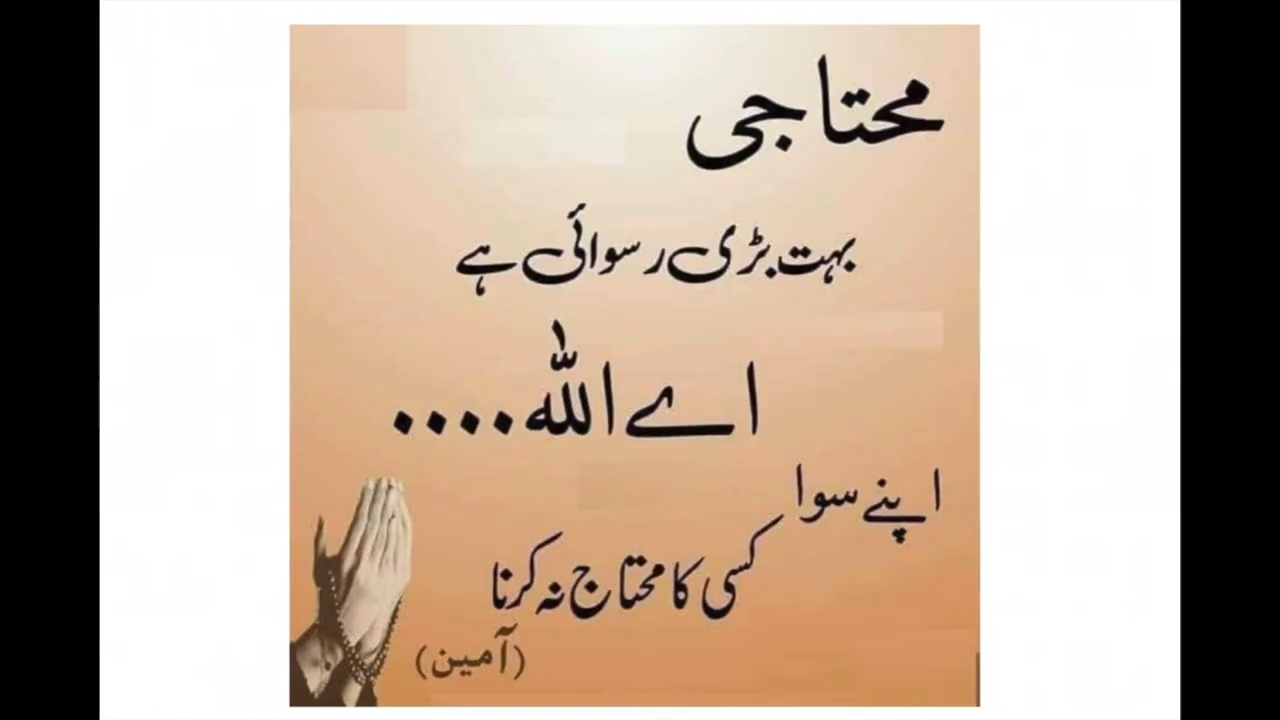 محتاجی
بہت بڑی رسوائی ہے
اے اللہ ....
اپنے سوا
کسی کا محتاج نہ کرنا
(آمین)